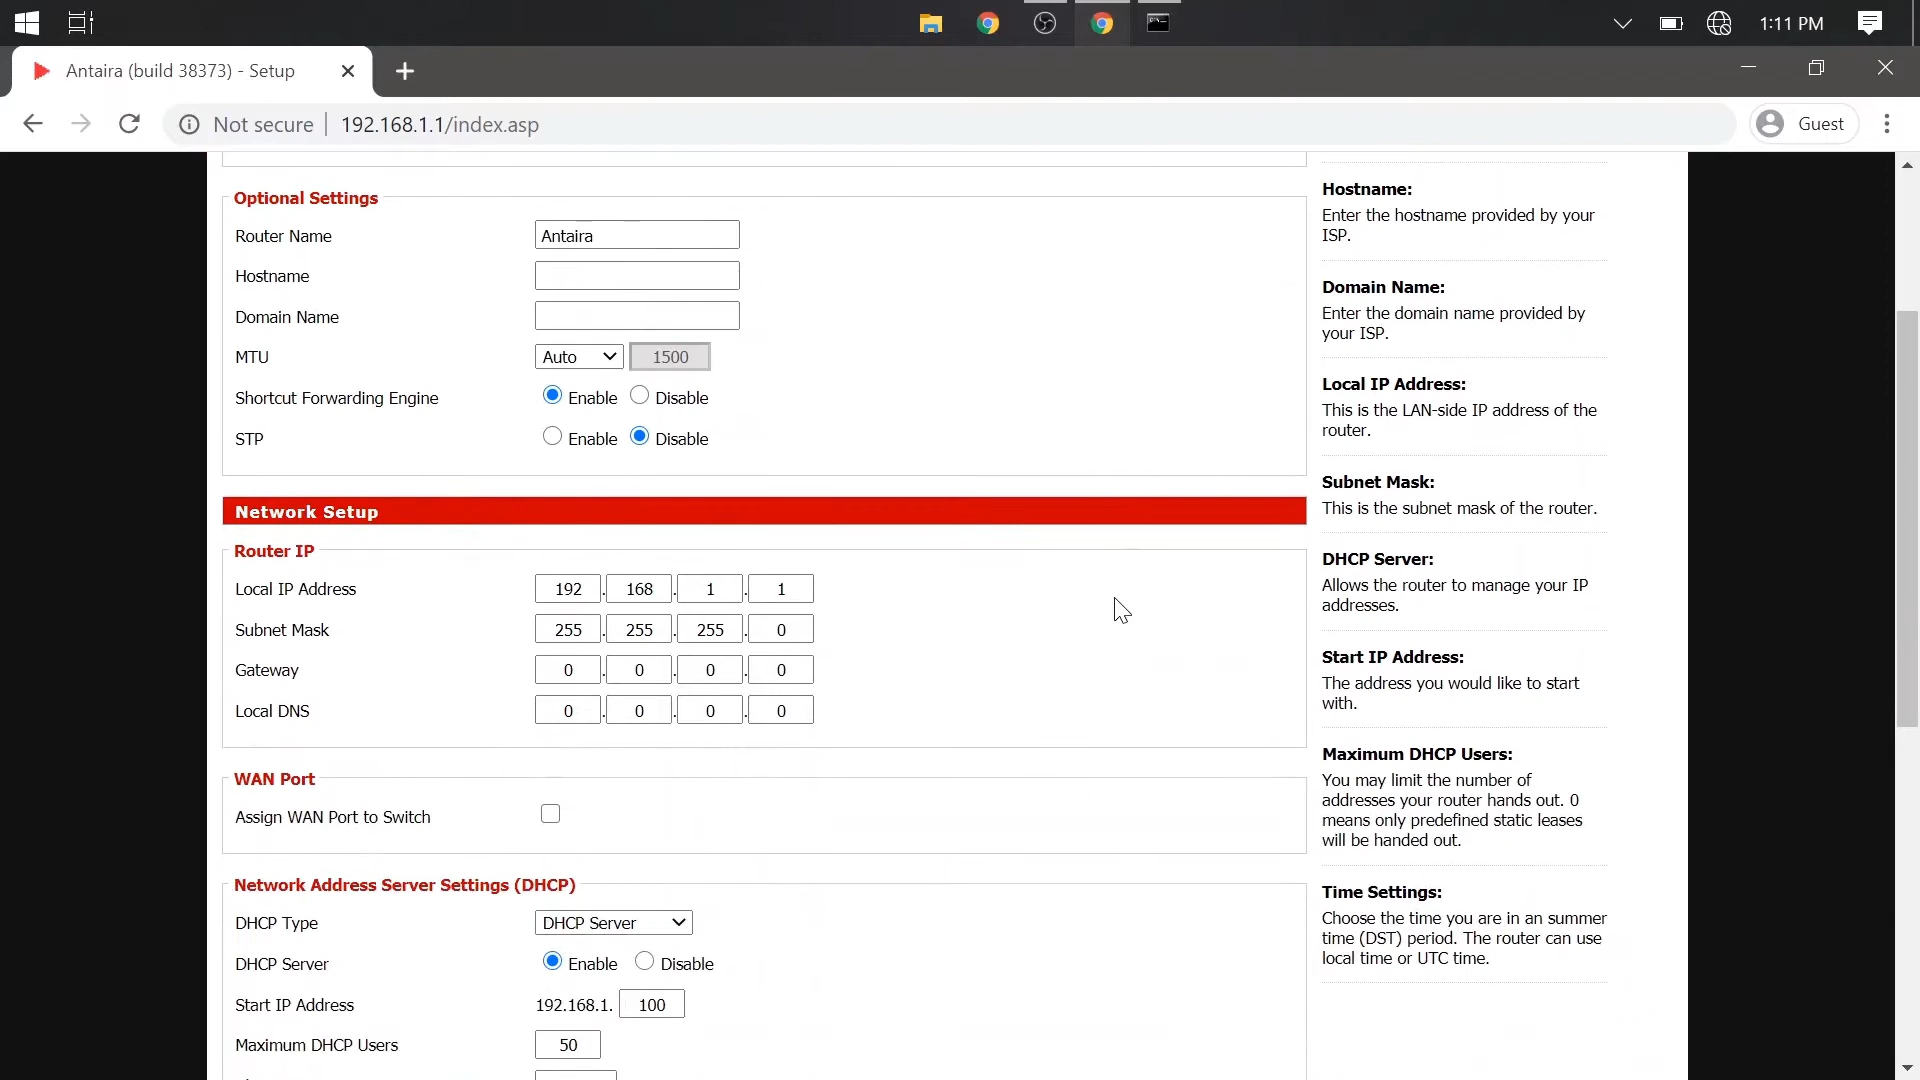 1:11 PM
Antaira (build 38373) - Setup
Not secure 192.168.1.1/index.asp
Guest
Optional Settings
Router Name Antaira
Hostname
Domain Name
MTU Auto 1500
Shortcut Forwarding Engine Enable Disable
STP Enable Disable
Network Setup
Router IP
Local IP Address 192 . 168 . 1 . 1
Subnet Mask 255 . 255 . 255 . 0
Gateway 0 . 0 . 0 . 0
Local DNS 0 . 0 . 0 . 0
WAN Port
Assign WAN Port to Switch
Network Address Server Settings (DHCP)
DHCP Type DHCP Server
DHCP Server Enable Disable
Start IP Address 192.168.1. 100
Maximum DHCP Users 50
Hostname:
Enter the hostname provided by your
ISP.
Domain Name:
Enter the domain name provided by
your ISP.
Local IP Address:
This is the LAN-side IP address of the
router.
Subnet Mask:
This is the subnet mask of the router.
DHCP Server:
Allows the router to manage your IP
addresses.
Start IP Address:
The address you would like to start
with.
Maximum DHCP Users:
You may limit the number of
addresses your router hands out. 0
means only predefined static leases
will be handed out.
Time Settings:
Choose the time you are in an summer
time (DST) period. The router can use
local time or UTC time.